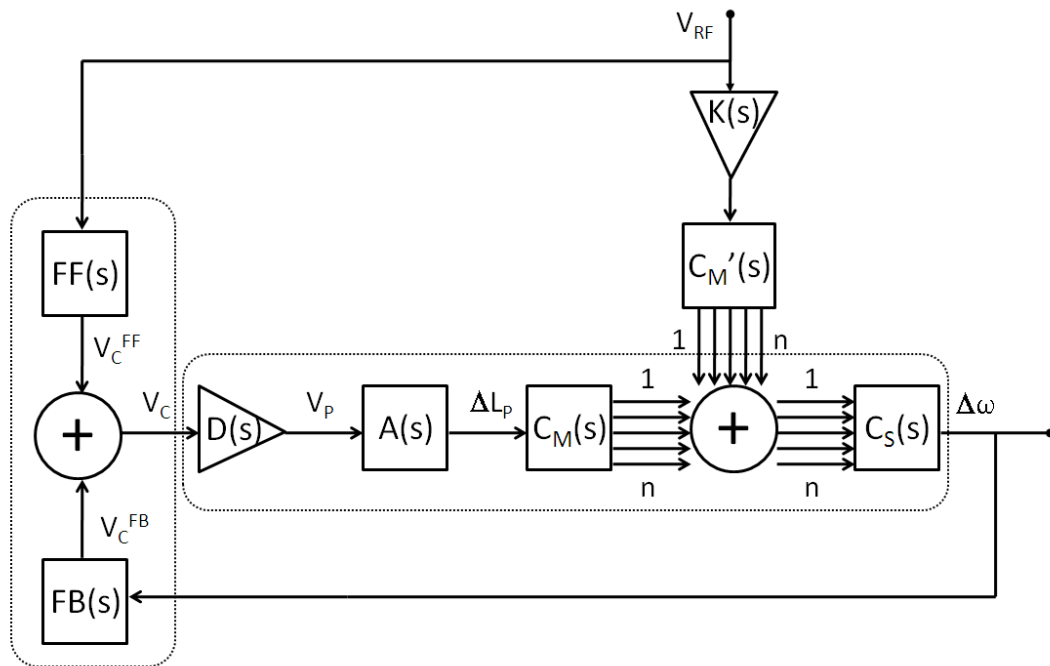 V_RF
K(s)
FF(s)
C_M'(s)
V_C^FF
1 n
V_C D(s) V_P A(s) ΔL_P C_M(s) 1 + 1 C_S(s) Δω
+
n n
V_C^FB
FB(s)